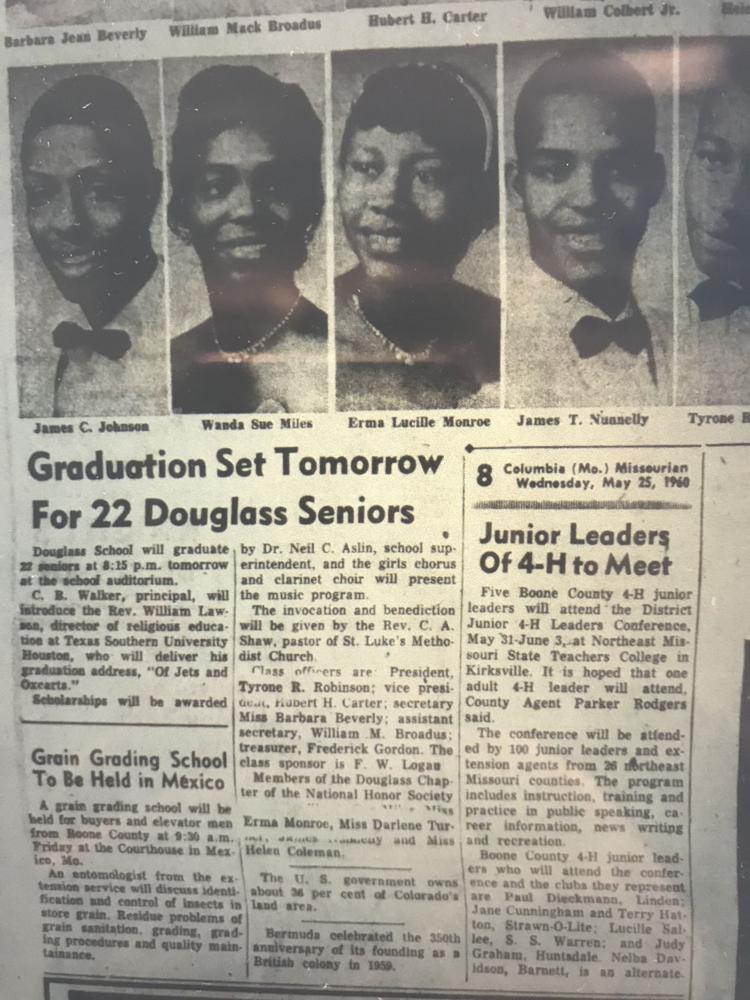 Barbara Jean Beverly
William Mack Broadus
Hubert H. Carter
William Colbert Jr.
James C. Johnson
Wanda Sue Miles
Erma Lucille Monroe
James T. Nunnelly
Tyrone R
Graduation Set Tomorrow
For 22 Douglass Seniors
Douglass School will graduate
22 seniors at 8:15 p.m. tomorrow
at the school auditorium.
C. B. Walker, principal, will
introduce the Rev. William Law-
son, director of religious educa-
tion at Texas Southern University
Houston, who will deliver his
graduation address, "Of Jets and
Oxcarts."
Scholarships will be awarded
by Dr. Neil C. Aslin, school sup-
erintendent, and the girls chorus
and clarinet choir will present
the music program.
The invocation and benediction
will be given by the Rev. C. A.
Shaw, pastor of St. Luke's Metho-
dist Church.
Class officers are: President,
Tyrone R. Robinson; vice presi-
dent, Hubert H. Carter; secretary
Miss Barbara Beverly; assistant
secretary, William M. Broadus;
treasurer, Frederick Gordon. The
class sponsor is F. W. Logan
Members of the Douglass Chap-
ter of the National Honor Society
Miss
Erma Monroe, Miss Darlene Tur-
and Miss
Helen Coleman.
The U. S. government owns
about 36 per cent of Colorado's
land area.
Bermuda celebrated the 350th
anniversary of its founding as a
British colony in 1959.
Grain Grading School
To Be Held in Mexico
A grain grading school will be
held for buyers and elevator men
from Boone County at 9:30 a.m.
Friday at the Courthouse in Mex-
ico, Mo.
An entomologist from the ex-
tension service will discuss identi-
fication and control of insects in
store grain. Residue problems of
grain sanitation, grading, grad-
ing procedures and quality main-
tainance.
8 Columbia (Mo.) Missourian
Wednesday, May 25, 1960
Junior Leaders
Of 4-H to Meet
Five Boone County 4-H junior
leaders will attend the District
Junior 4-H Leaders Conference,
May 31-June 3, at Northeast Mis-
souri State Teachers College in
Kirksville. It is hoped that one
adult 4-H leader will attend,
County Agent Parker Rodgers
said.
The conference will be attend-
ed by 100 junior leaders and ex-
tension agents from 26 northeast
Missouri counties. The program
includes instruction, training and
practice in public speaking, ca-
reer information, news writing
and recreation.
Boone County 4-H junior lead-
ers who will attend the confer-
ence and the clubs they represent
are Paul Dieckmann, Linden;
Jane Cunningham and Terry Hat-
ton, Strawn-O-Lite; Lucille Sal-
lee, S. S. Warren; and Judy
Graham, Huntsdale. Nelba Dav-
idson, Barnett, is an alternate.